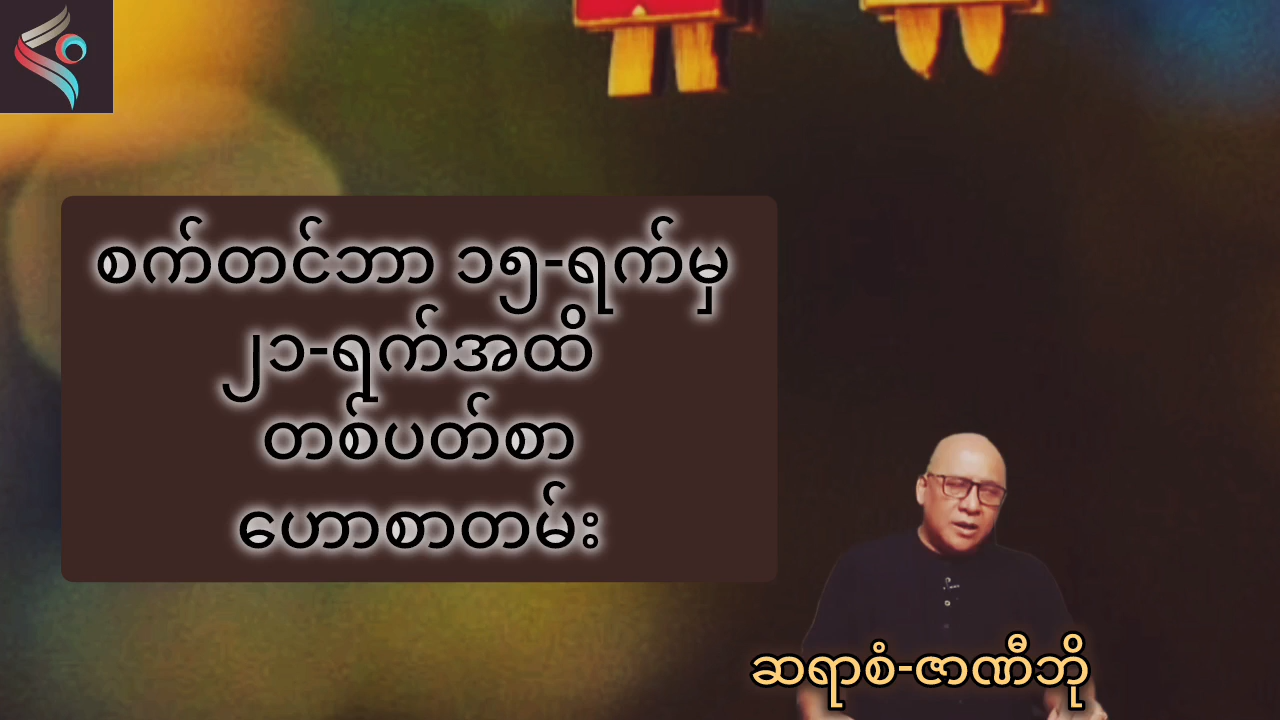 စက်တင်ဘာ ၁၅-ရက်မှ
၂၁-ရက်အထိ
တစ်ပတ်စာ
ဟောစာတမ်း
ဆရာစံ-ဇာဏီဘို